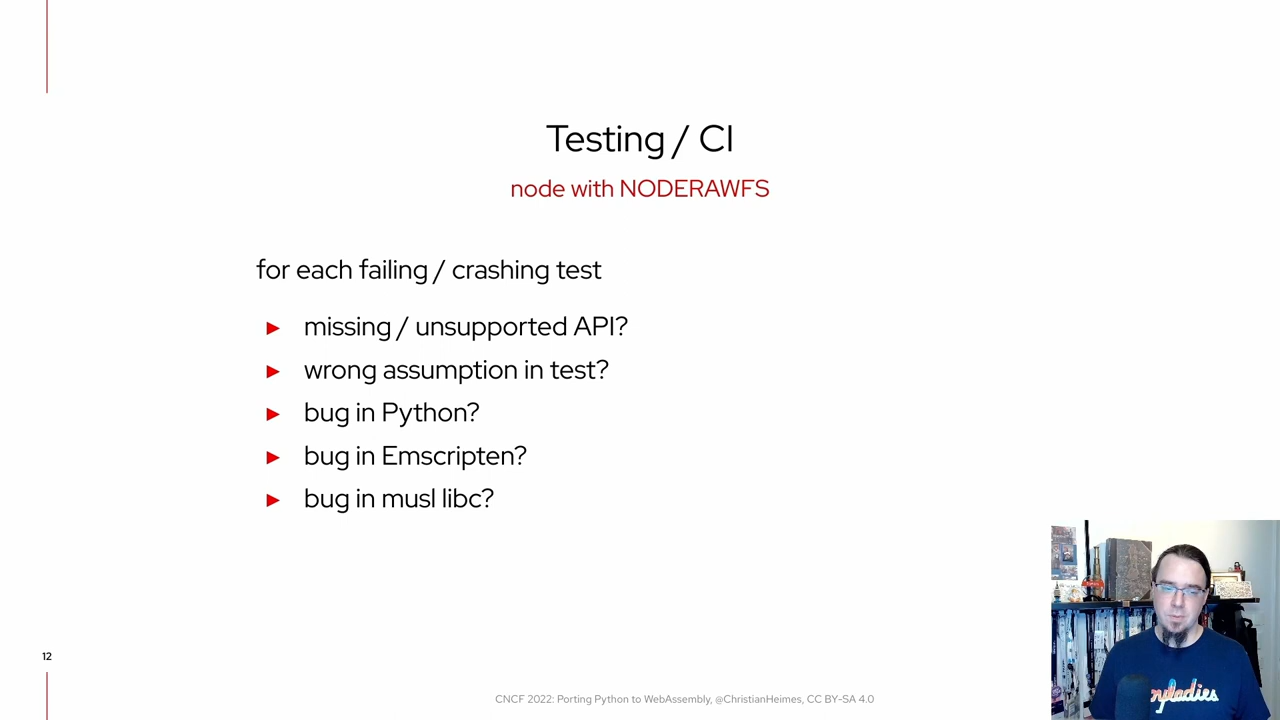 Testing / CI
node with NODERAWFS
for each failing / crashing test
► missing / unsupported API?
► wrong assumption in test?
► bug in Python?
► bug in Emscripten?
► bug in musl libc?
12
CNCF 2022: Porting Python to WebAssembly, @ChristianHeimes, CC BY-SA 4.0